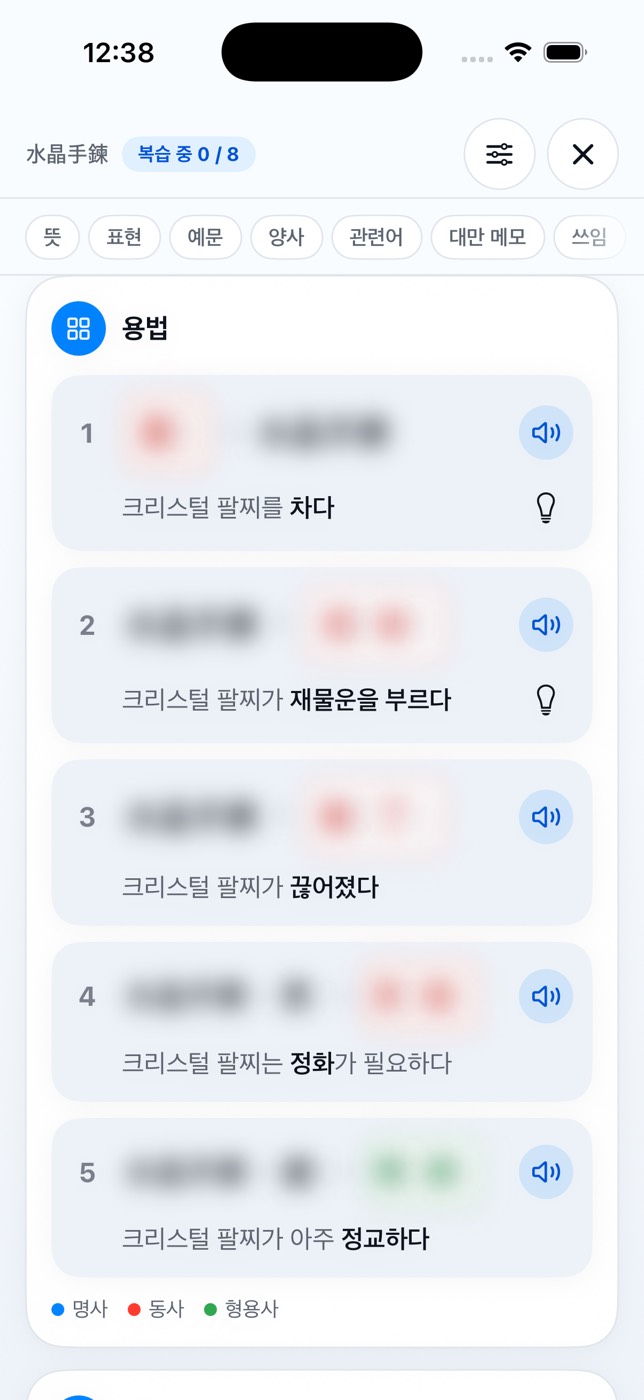 12:38
水晶手鍊 복습 중 0 / 8
뜻 표현 예문 양사 관련어 대만 메모 쓰임
용법
1
크리스털 팔찌를 차다
2
크리스털 팔찌가 재물운을 부르다
3
크리스털 팔찌가 끊어졌다
4
크리스털 팔찌는 정화가 필요하다
5
크리스털 팔찌가 아주 정교하다
명사 동사 형용사